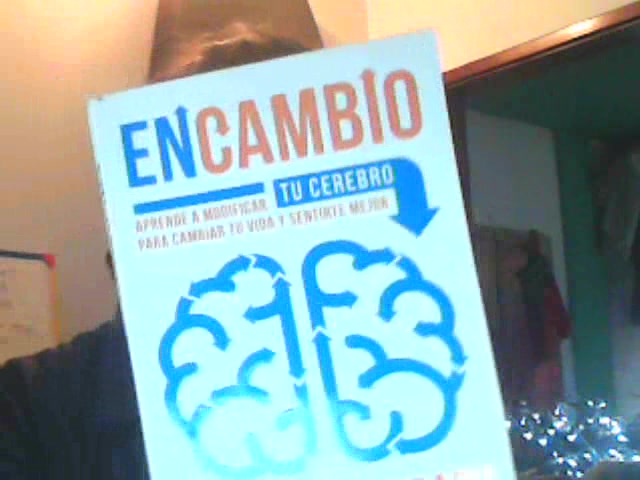 ENCAMBIO
APRENDE A MODIFICAR TU CEREBRO
PARA CAMBIAR TU VIDA Y SENTIRTE MEJOR